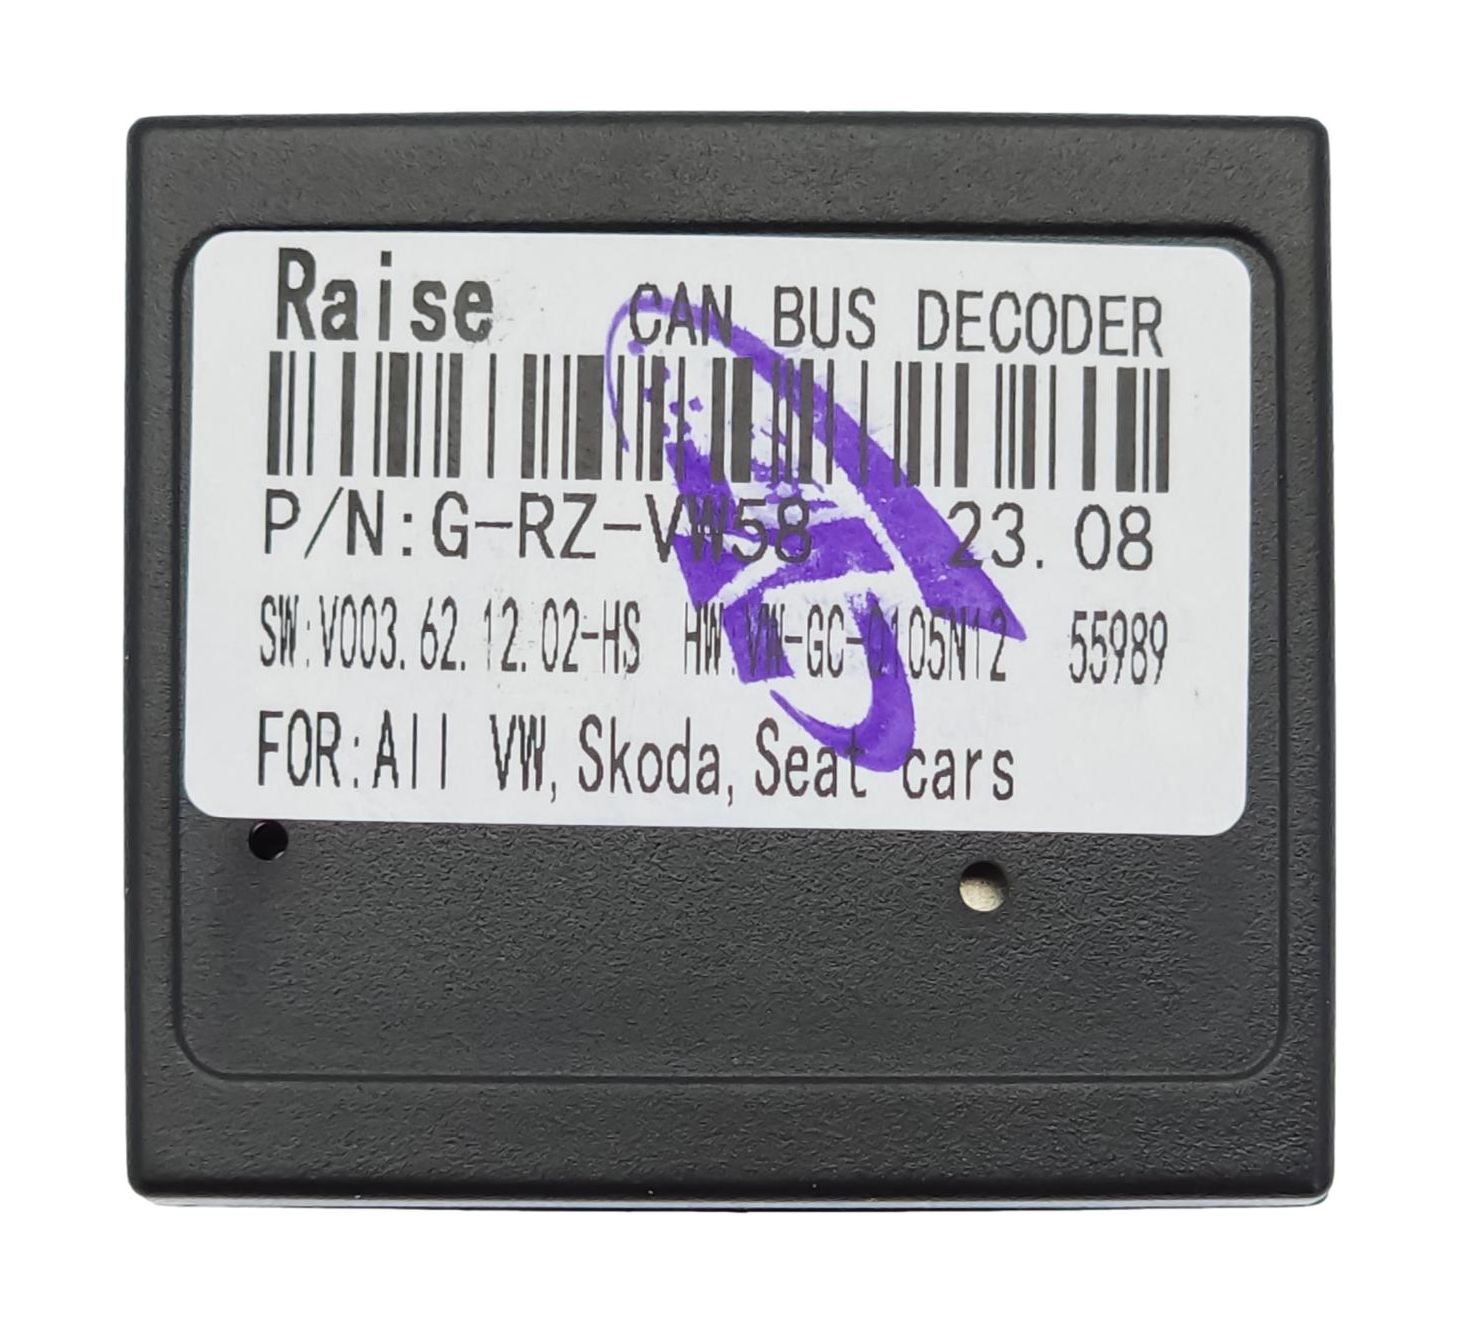 Raise CAN BUS DECODER
P/N:G-RZ-VW58 23.08
SW:V003.62.12.02-HS HW:VW-GC-0105N12 55989
FOR:All VW,Skoda,Seat cars